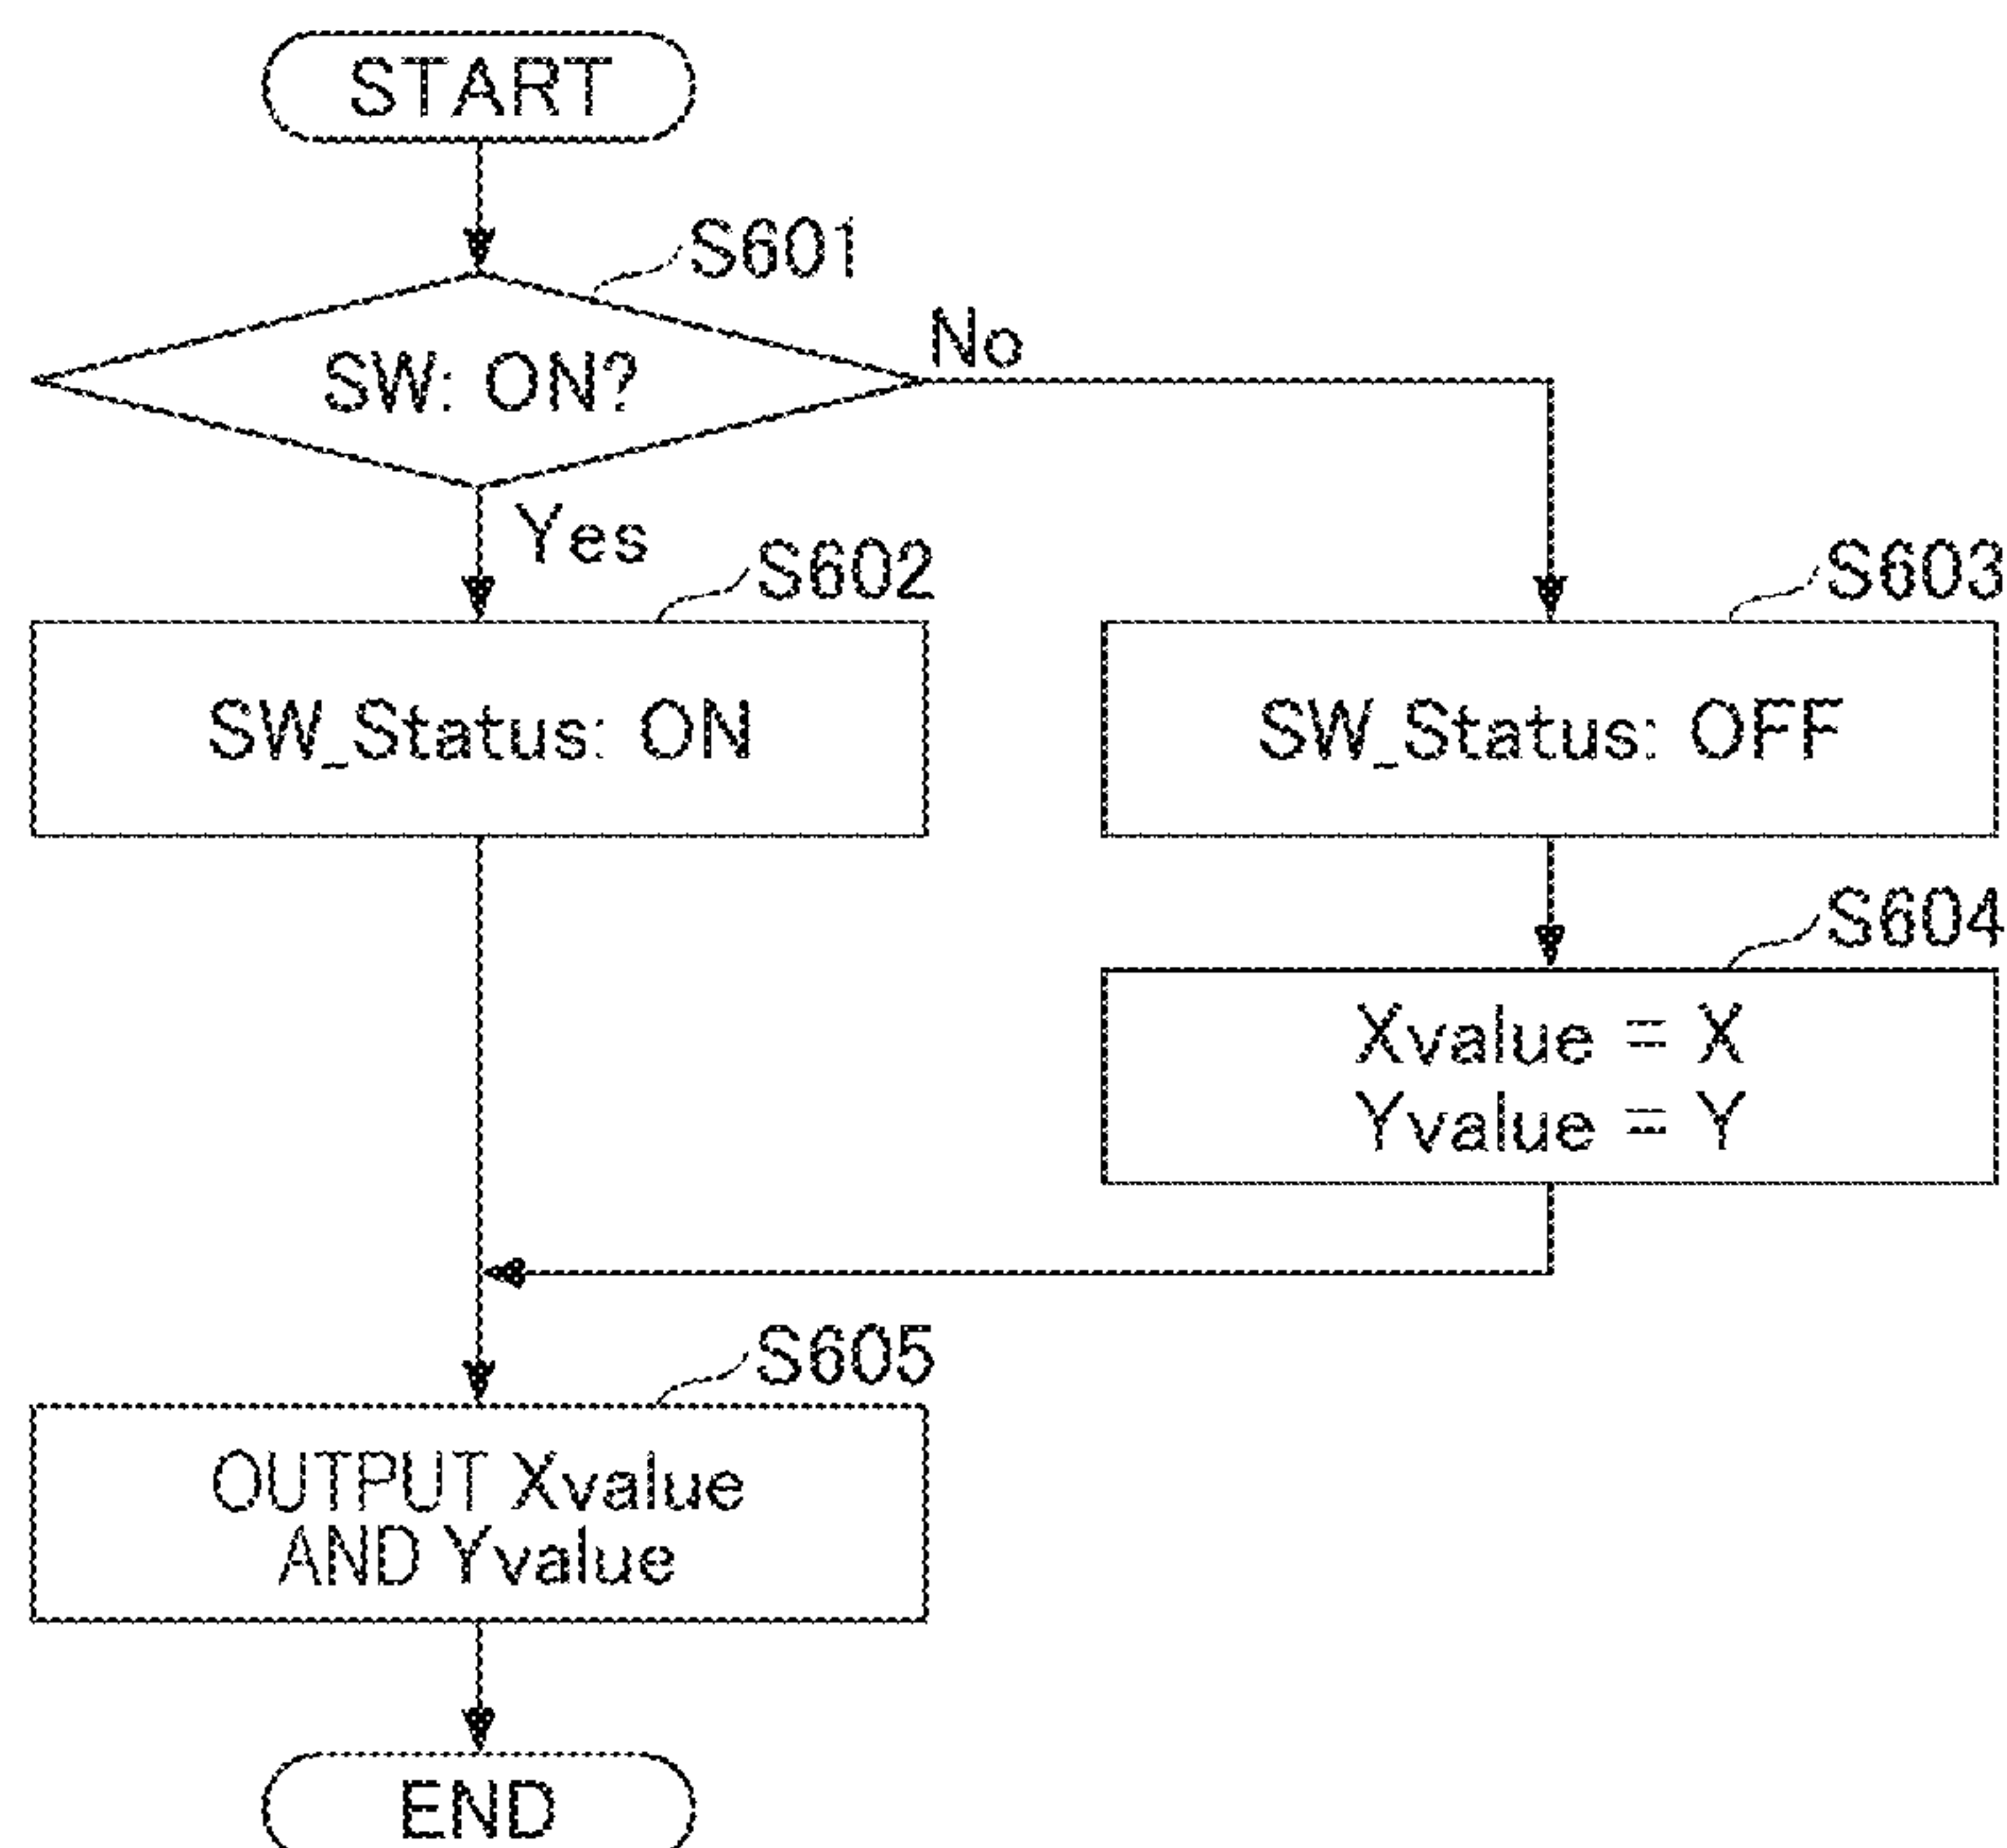 START
S601
SW: ON?
No
Yes
S602
SW_Status: ON
S603
SW_Status: OFF
S604
Xvalue = X
Yvalue = Y
S605
OUTPUT Xvalue
AND Yvalue
END